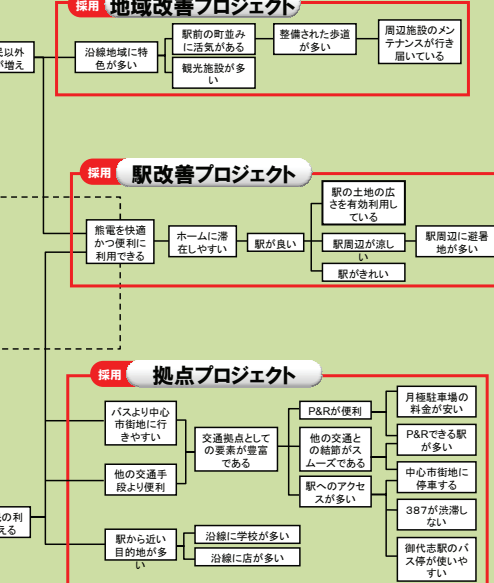 採用 地域改善プロジェクト
沿線地域に特
色が多い
駅前の町並み
に活気がある
観光施設が多
い
整備された歩道
が多い
周辺施設のメン
テナンスが行き
届いている
民以外
が増え
採用 駅改善プロジェクト
熊電を快適
かつ便利に
利用できる
ホームに滞
在しやすい
駅が良い
駅の土地の広
さを有効利用し
ている
駅周辺が涼し
い
駅がきれい
駅周辺に避暑
地が多い
採用 拠点プロジェクト
バスより中心
市街地に行
きやすい
他の交通手
段より便利
交通拠点として
の要素が豊富
である
P&Rが便利
他の交通と
の結節がス
ムーズである
駅へのアクセ
スが多い
月極駐車場の
料金が安い
P&Rできる駅
が多い
中心市街地に
停車する
387が渋滞し
ない
御代志駅のバ
ス停が使いや
すい
の利
える
駅から近い
目的地が多
い
沿線に学校が多い
沿線に店が多い